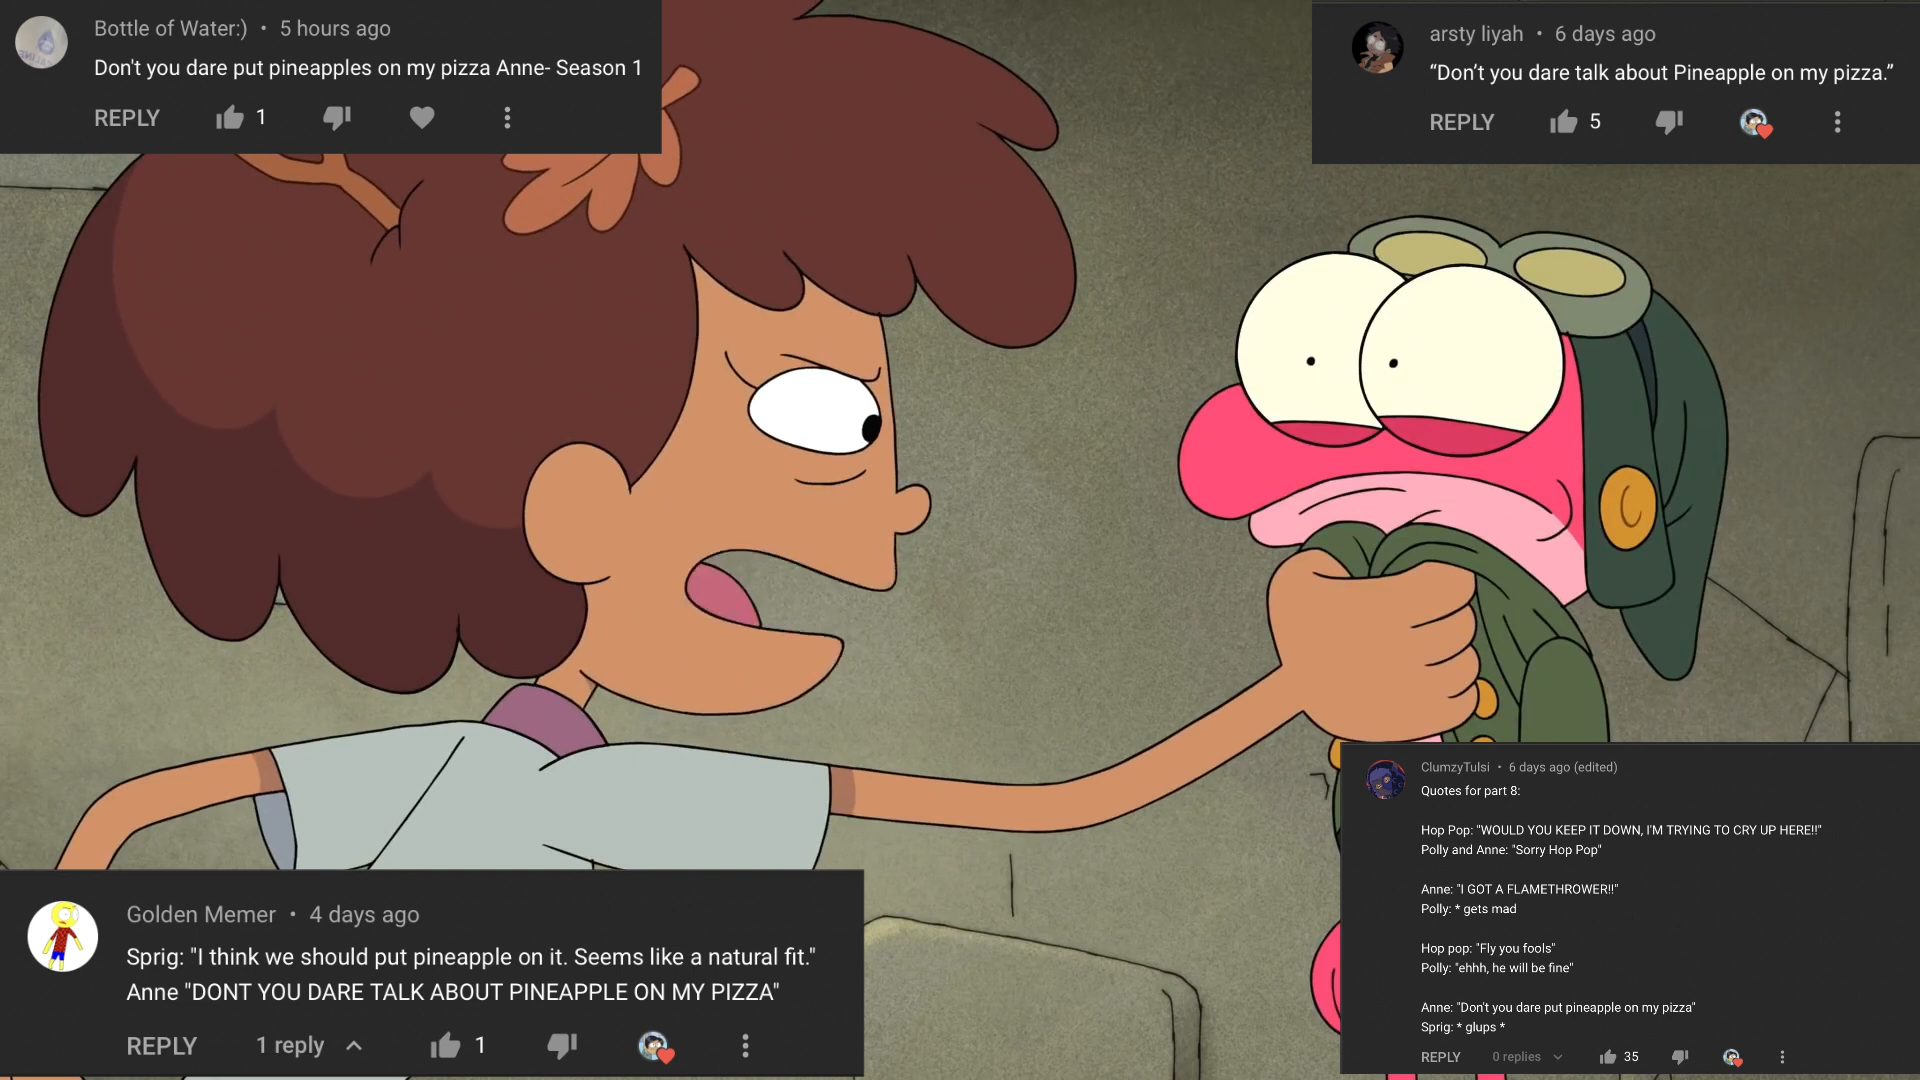 Bottle of Water:) • 5 hours ago
Don't you dare put pineapples on my pizza Anne- Season 1
REPLY 1
arsty liyah • 6 days ago
“Don’t you dare talk about Pineapple on my pizza.”
REPLY 5
Golden Memer • 4 days ago
Sprig: "I think we should put pineapple on it. Seems like a natural fit."
Anne "DONT YOU DARE TALK ABOUT PINEAPPLE ON MY PIZZA"
REPLY 1 reply 1
ClumzyTulsi • 6 days ago (edited)
Quotes for part 8:
Hop Pop: "WOULD YOU KEEP IT DOWN, I'M TRYING TO CRY UP HERE!!"
Polly and Anne: "Sorry Hop Pop"
Anne: "I GOT A FLAMETHROWER!!"
Polly: * gets mad
Hop pop: "Fly you fools"
Polly: "ehhh, he will be fine"
Anne: "Don't you dare put pineapple on my pizza"
Sprig: * glups *
REPLY 0 replies 35